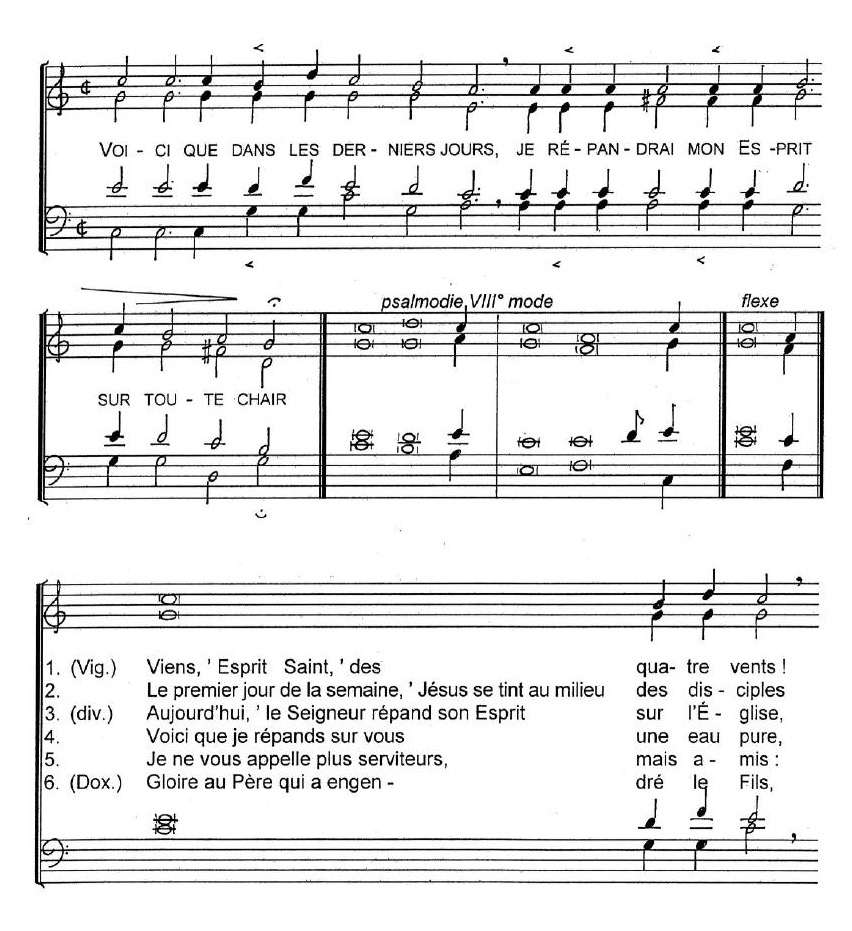 VOI - CI QUE DANS LES DER - NIERS JOURS, JE RÉ - PAN - DRAI MON ES - PRIT
psalmodie VIII° mode flexe
SUR TOU - TE CHAIR
1. (Vig.) Viens, ' Esprit Saint, ' des qua- tre vents !
2. Le premier jour de la semaine, ' Jésus se tint au milieu des dis - ciples
3. (div.) Aujourd'hui, ' le Seigneur répand son Esprit sur l'É - glise,
4. Voici que je répands sur vous une eau pure,
5. Je ne vous appelle plus serviteurs, mais a - mis :
6. (Dox.) Gloire au Père qui a engen - dré le Fils,